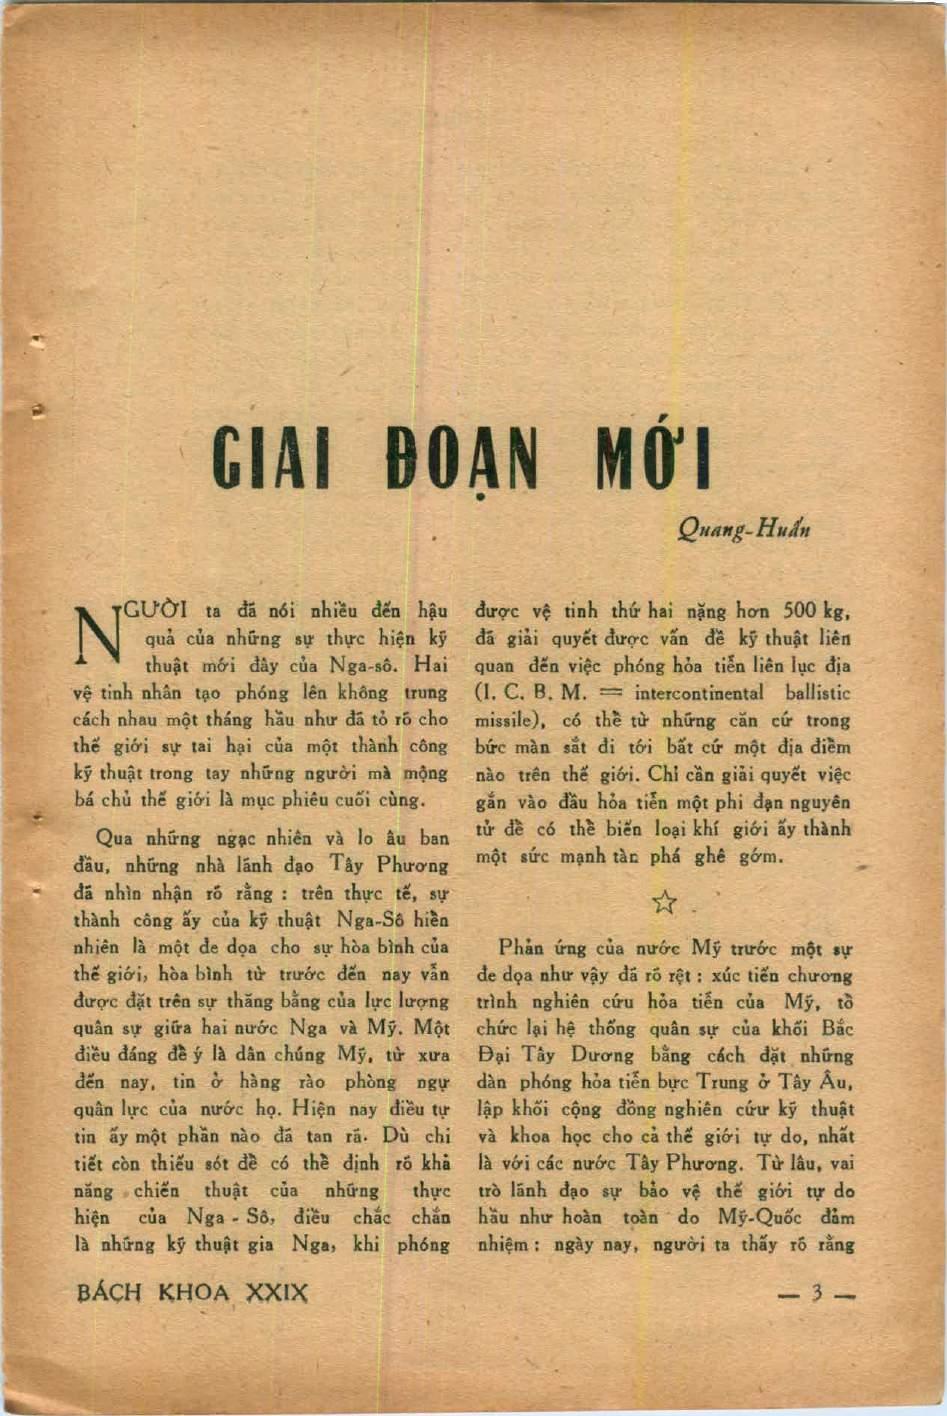 GIAI ĐOẠN MỚI
Quang-Huấn
NGƯỜI ta đã nói nhiều đến hậu
quả của những sự thực hiện kỹ
thuật mới đây của Nga-sô. Hai
vệ tinh nhân tạo phóng lên không trung
cách nhau một tháng hầu như đã tỏ rõ cho
thế giới sự tai hại của một thành công
kỹ thuật trong tay những người mà mộng
bá chủ thế giới là mục phiêu cuối cùng.
Qua những ngạc nhiên và lo âu ban
đầu, những nhà lãnh đạo Tây Phương
đã nhìn nhận rõ rằng : trên thực tế, sự
thành công ấy của kỹ thuật Nga-Sô hiển
nhiên là một đe dọa cho sự hòa bình của
thế giới, hòa bình từ trước đến nay vẫn
được đặt trên sự thăng bằng của lực lượng
quân sự giữa hai nước Nga và Mỹ. Một
điều đáng để ý là dân chúng Mỹ, từ xưa
đến nay, tin ở hàng rào phòng ngự
quân lực của nước họ. Hiện nay điều tự
tin ấy một phần nào đã tan rã. Dù chi
tiết còn thiếu sót để có thể định rõ khả
năng chiến thuật của những thực
hiện của Nga - Sô, điều chắc chắn
là những kỹ thuật gia Nga, khi phóng
được vệ tinh thứ hai nặng hơn 500 kg,
đã giải quyết được vấn đề kỹ thuật liên
quan đến việc phóng hỏa tiễn liên lục địa
(I. C. B. M. = intercontinental ballistic
missile), có thể từ những căn cứ trong
bức màn sắt đi tới bất cứ một địa điểm
nào trên thế giới. Chỉ cần giải quyết việc
gắn vào đầu hỏa tiễn một phi đạn nguyên
tử để có thể biến loại khí giới ấy thành
một sức mạnh tàn phá ghê gớm.
☆
Phản ứng của nước Mỹ trước một sự
đe dọa như vậy đã rõ rệt : xúc tiến chương
trình nghiên cứu hỏa tiễn của Mỹ, tổ
chức lại hệ thống quân sự của khối Bắc
Đại Tây Dương bằng cách đặt những
dàn phóng hỏa tiễn bực Trung ở Tây Âu,
lập khối cộng đồng nghiên cứu kỹ thuật
và khoa học cho cả thế giới tự do, nhất
là với các nước Tây Phương. Từ lâu, vai
trò lãnh đạo sự bảo vệ thế giới tự do
hầu như hoàn toàn do Mỹ-Quốc đảm
nhiệm : ngày nay, người ta thấy rõ rằng
BÁCH KHOA XXIX
— 3 —